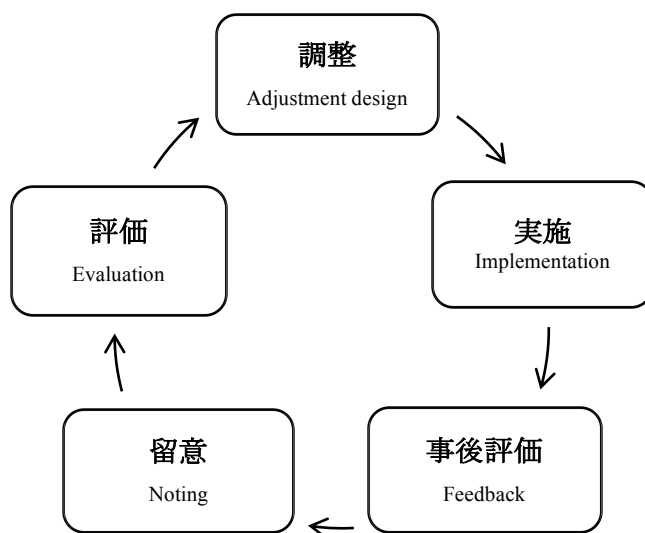 調整
Adjustment design
実施
Implementation
事後評価
Feedback
留意
Noting
評価
Evaluation